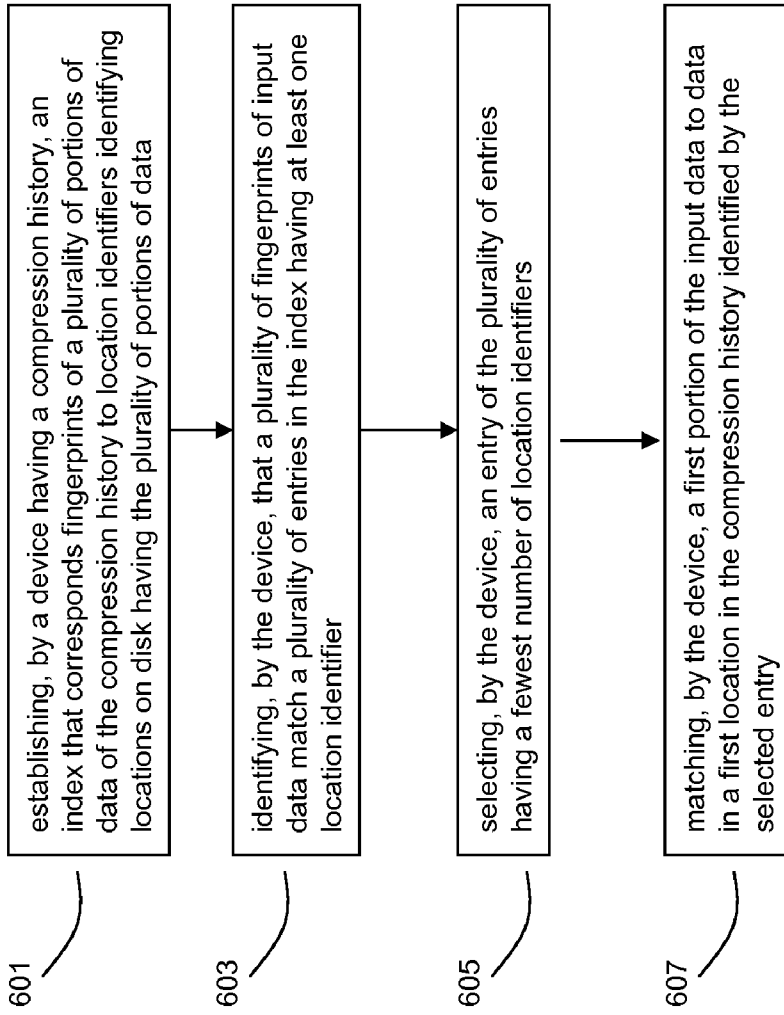 601
establishing, by a device having a compression history, an
index that corresponds fingerprints of a plurality of portions of
data of the compression history to location identifiers identifying
locations on disk having the plurality of portions of data
603
identifying, by the device, that a plurality of fingerprints of input
data match a plurality of entries in the index having at least one
location identifier
605
selecting, by the device, an entry of the plurality of entries
having a fewest number of location identifiers
607
matching, by the device, a first portion of the input data to data
in a first location in the compression history identified by the
selected entry